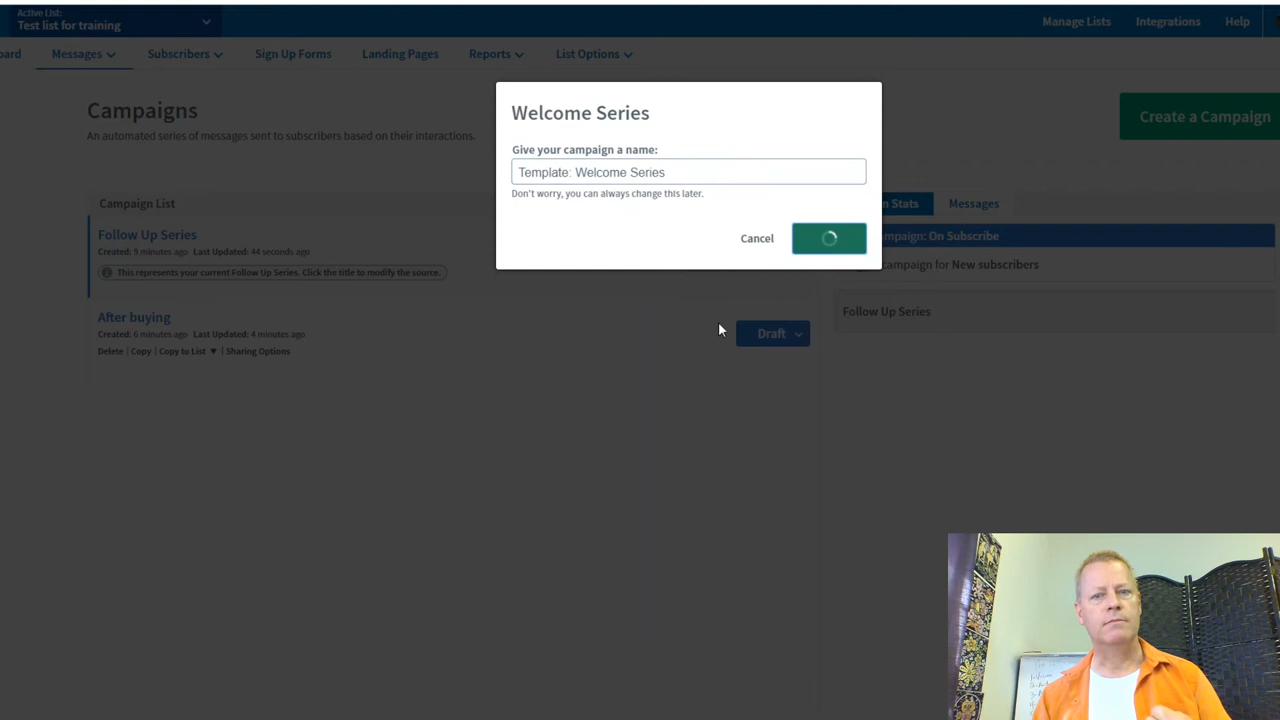 Active List:
Test list for training
Manage Lists
Integrations
Help
oard
Messages
Subscribers
Sign Up Forms
Landing Pages
Reports
List Options
Welcome Series
Campaigns
An automated series of messages sent to subscribers based on their interactions.
Create a Campaign
Give your campaign a name:
Template: Welcome Series
Don't worry, you can always change this later.
Cancel
Campaign List
n Stats
Messages
Follow Up Series
Created: 9 minutes ago Last Updated: 44 seconds ago
This represents your current Follow Up Series. Click the title to modify the source.
ampaign: On Subscribe
campaign for New subscribers
Follow Up Series
After buying
Created: 6 minutes ago Last Updated: 4 minutes ago
Delete | Copy | Copy to List ▼ | Sharing Options
Draft